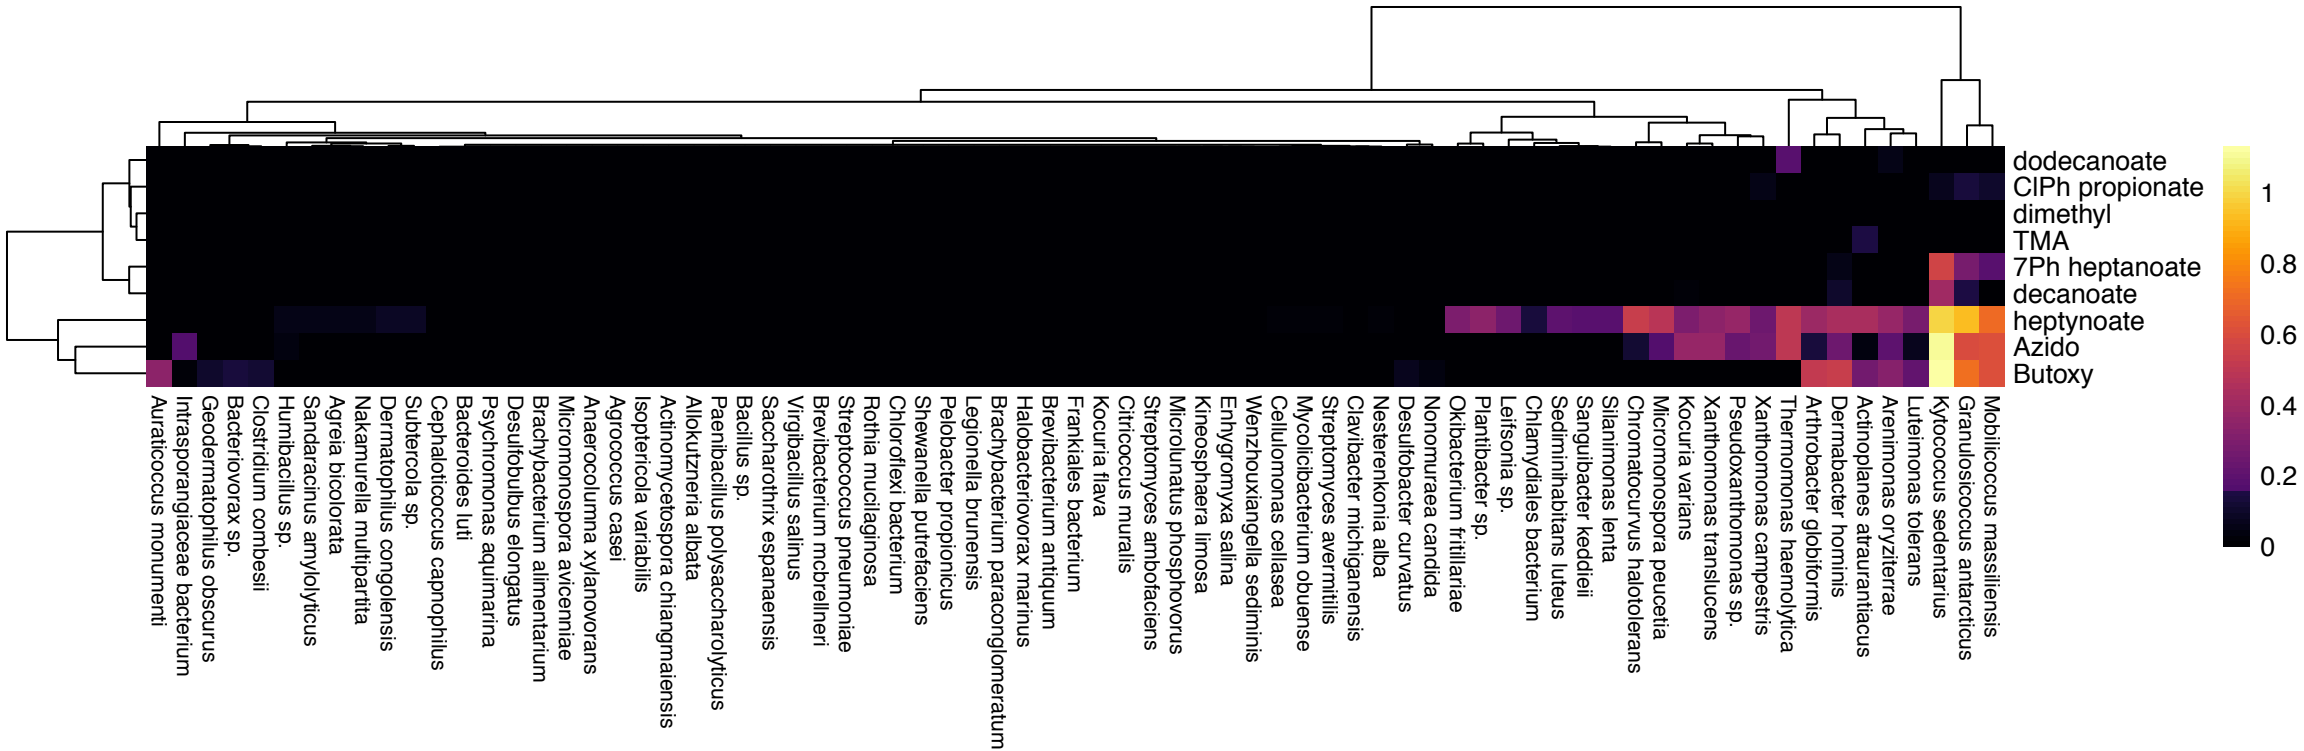 dodecanoate
ClPh propionate
dimethyl
TMA
7Ph heptanoate
decanoate
heptynoate
Azido
Butoxy
1
0.8
0.6
0.4
0.2
0
Auraticoccus monumenti
Intrasporangiaceae bacterium
Geodermatophilus obscurus
Bacteriovorax sp.
Clostridium combesii
Humibacillus sp.
Sandaracinus amylolyticus
Agreia bicolorata
Nakamurella multipartita
Dermatophilus congolensis
Subtercola sp.
Cephaloticoccus capnophilus
Bacteroides luti
Psychromonas aquimarina
Desulfobulbus elongatus
Brachybacterium alimentarium
Micromonospora avicenniae
Anaerocolumna xylanovorans
Agrococcus casei
Isoptericola variabilis
Actinomycetospora chiangmaiensis
Allokutzneria albata
Paenibacillus polysaccharolyticus
Bacillus sp.
Saccharothrix espanaensis
Virgibacillus salinus
Brevibacterium mcbrellneri
Streptococcus pneumoniae
Rothia mucilaginosa
Chloroflexi bacterium
Shewanella putrefaciens
Pelobacter propionicus
Legionella brunensis
Brachybacterium paraconglomeratum
Halobacteriovorax marinus
Brevibacterium antiquum
Frankiales bacterium
Kocuria flava
Citricoccus muralis
Streptomyces ambofaciens
Microlunatus phosphovorus
Kineosphaera limosa
Enhygromyxa salina
Wenzhouxiangella sediminis
Cellulomonas cellasea
Mycolicibacterium obuense
Streptomyces avermitilis
Clavibacter michiganensis
Nesterenkonia alba
Desulfobacter curvatus
Nonomuraea candida
Okibacterium fritillariae
Plantibacter sp.
Leifsonia sp.
Chlamydiales bacterium
Sediminihabitans luteus
Sanguibacter keddieii
Silanimonas lenta
Chromatocurvus halotolerans
Micromonospora peucetia
Kocuria varians
Xanthomonas translucens
Pseudoxanthomonas sp.
Xanthomonas campestris
Thermomonas haemolytica
Arthrobacter globiformis
Dermabacter hominis
Actinoplanes atraurantiacus
Arenimonas oryziterrae
Luteimonas tolerans
Kytococcus sedentarius
Granulosicoccus antarcticus
Mobilicoccus massiliensis